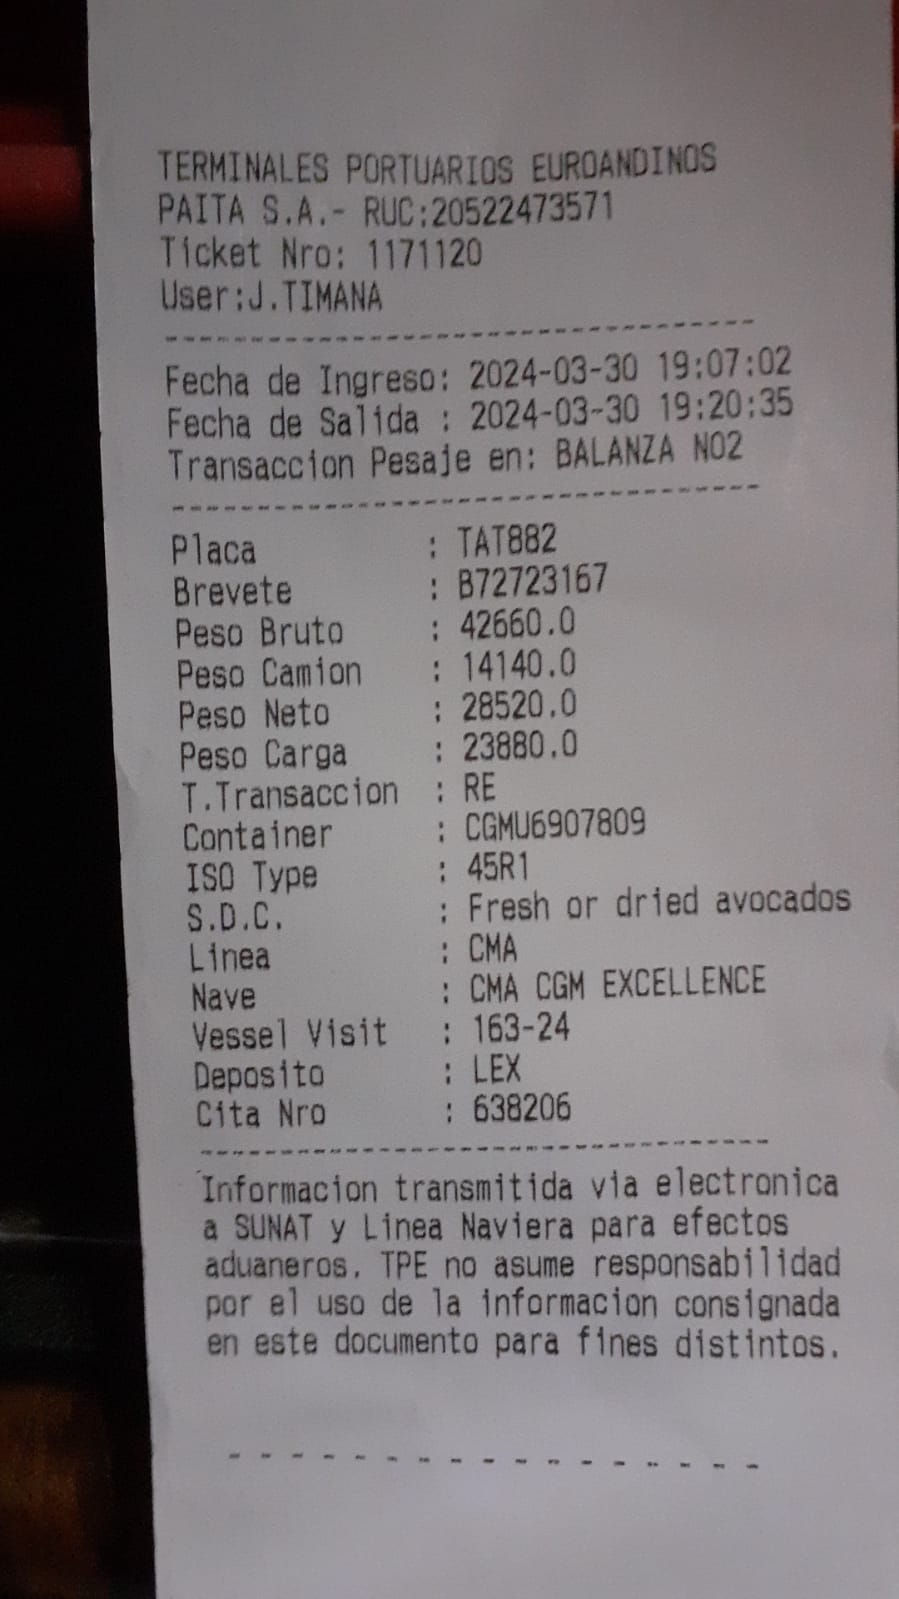 TERMINALES PORTUARIOS EUROANDINOS
PAITA S.A.- RUC:20522473571
Ticket Nro: 1171120
User:J.TIMANA
Fecha de Ingreso: 2024-03-30 19:07:02
Fecha de Salida : 2024-03-30 19:20:35
Transaccion Pesaje en: BALANZA NO2
Placa : TAT882
Brevete : B72723167
Peso Bruto : 42660.0
Peso Camion : 14140.0
Peso Neto : 28520.0
Peso Carga : 23880.0
T.Transaccion : RE
Container : CGMU6907809
ISO Type : 45R1
S.D.C. : Fresh or dried avocados
Linea : CMA
Nave : CMA CGM EXCELLENCE
Vessel Visit : 163-24
Deposito : LEX
Cita Nro : 638206
Informacion transmitida via electronica
a SUNAT y Linea Naviera para efectos
aduaneros. TPE no asume responsabilidad
por el uso de la informacion consignada
en este documento para fines distintos.